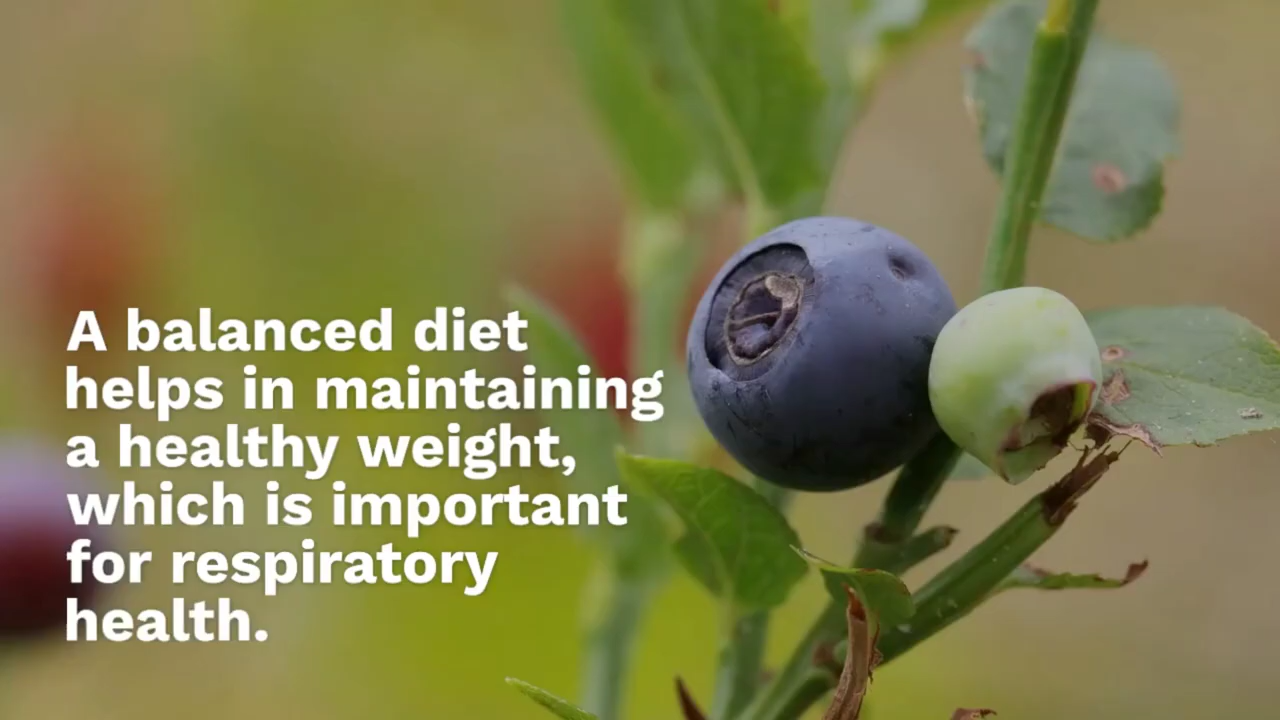 A balanced diet
helps in maintaining
a healthy weight,
which is important
for respiratory
health.